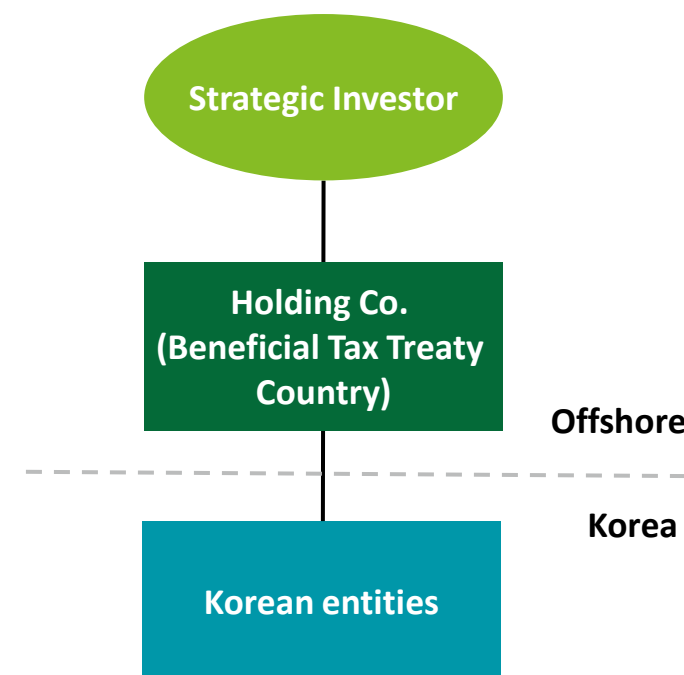 Strategic Investor
Holding Co.
(Beneficial Tax Treaty
Country)
Offshore
Korea
Korean entities